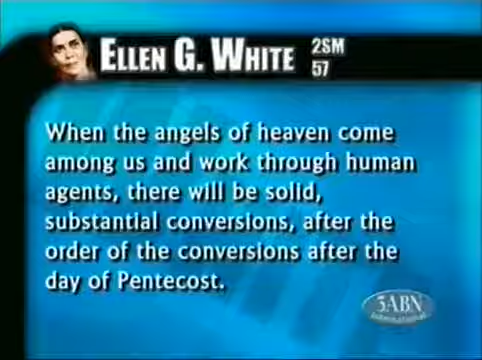 ELLEN G. WHITE 2SM
57
When the angels of heaven come
among us and work through human
agents, there will be solid,
substantial conversions, after the
order of the conversions after the
day of Pentecost.
3ABN
International